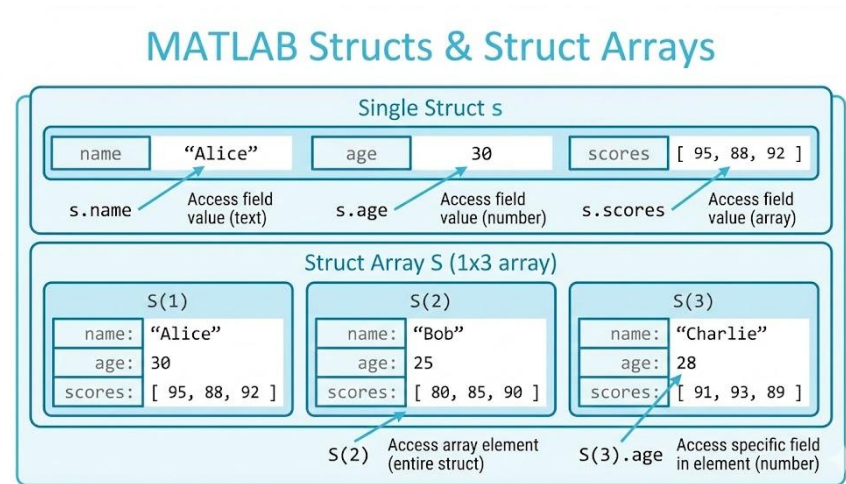 MATLAB Structs & Struct Arrays
Single Struct s
name “Alice” age 30 scores [ 95, 88, 92 ]
s.name Access field value (text) s.age Access field value (number) s.scores Access field value (array)
Struct Array S (1x3 array)
S(1)
name: “Alice”
age: 30
scores: [ 95, 88, 92 ]
S(2)
name: “Bob”
age: 25
scores: [ 80, 85, 90 ]
S(3)
name: “Charlie”
age: 28
scores: [ 91, 93, 89 ]
S(2) Access array element
(entire struct)
S(3).age Access specific field
in element (number)